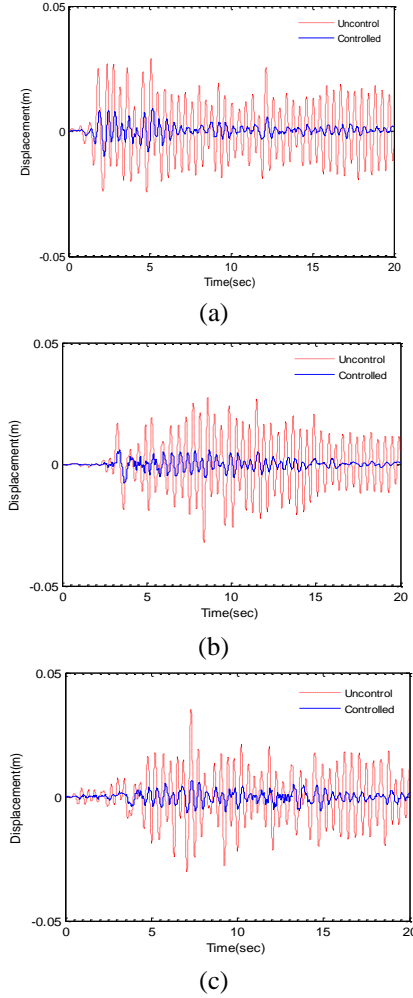 0.05
Uncontrol
Controlled
Displacement(m)
0
-0.05
0 5 10 15 20
Time(sec)
(a)
0.05
Uncontrol
Controlled
Displacement(m)
0
-0.05
0 5 10 15 20
Time(sec)
(b)
0.05
Uncontrol
Controlled
Displacement(m)
0
-0.05
0 5 10 15 20
Time(sec)
(c)